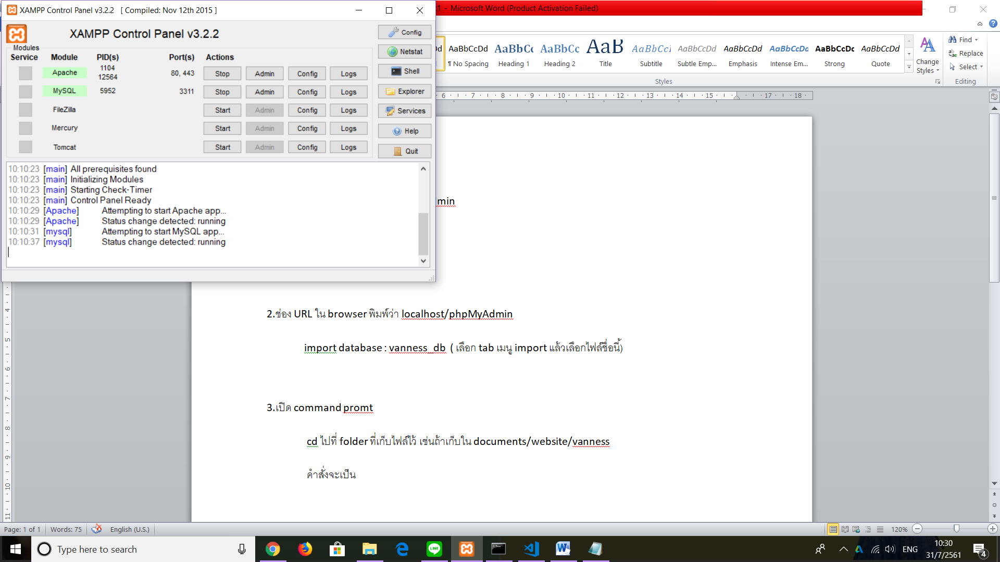 XAMPP Control Panel v3.2.2 [ Compiled: Nov 12th 2015 ]
1 - Microsoft Word (Product Activation Failed)
XAMPP Control Panel v3.2.2
Modules
Service Module PID(s) Port(s) Actions
Apache 1104 12564 80, 443 Stop Admin Config Logs
MySQL 5952 3311 Stop Admin Config Logs
FileZilla Start Admin Config Logs
Mercury Start Admin Config Logs
Tomcat Start Admin Config Logs
Config
Netstat
Shell
Explorer
Services
Help
Quit
10:10:23 [main] All prerequisites found
10:10:23 [main] Initializing Modules
10:10:23 [main] Starting Check-Timer
10:10:23 [main] Control Panel Ready
10:10:29 [Apache] Attempting to start Apache app...
10:10:29 [Apache] Status change detected: running
10:10:31 [mysql] Attempting to start MySQL app...
10:10:37 [mysql] Status change detected: running
AaBbCcDd AaBbCc AaBbCc AaB AaBbCcI AaBbCcDd AaBbCcDd AaBbCcDd AaBbCcDc AaBbCcDd
¶ No Spacing Heading 1 Heading 2 Title Subtitle Subtle Emp... Emphasis Intense Em... Strong Quote
Change Styles
Styles
Find
Replace
Select
Editing
6 7 8 9 10 11 12 13 14 15 17 18
min
2.ช่อง URL ใน browser พิมพ์ว่า localhost/phpMyAdmin
import database : vanness_db ( เลือก tab เมนู import แล้วเลือกไฟล์ชื่อนี้)
3.เปิด command promt
cd ไปที่ folder ที่เก็บไฟล์ไว้ เช่นถ้าเก็บใน documents/website/vanness
คำสั่งจะเป็น
4
5
6
7
8
9
10
11
Page: 1 of 1 Words: 75 English (U.S.) 120%
Type here to search
LINE
ENG
10:30
31/7/2561
4